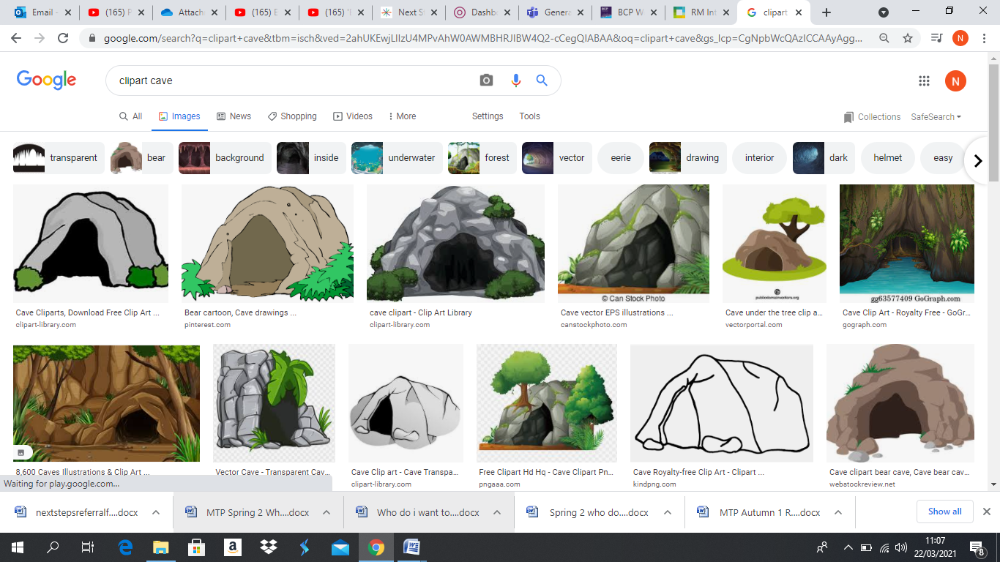 Email -
(165) P
Attach
(165) E
(165) '
Next S
Dashb
Genera
BCP W
RM Int
clipart
google.com/search?q=clipart+cave&tbm=isch&ved=2ahUKEwjLlIzU4MPvAhW0AWMBHRJIBW4Q2-cCegQIABAA&oq=clipart+cave&gs_lcp=CgNpbWcQAzICCAAyAgg...
N
Google
clipart cave
N
All Images News Shopping Videos More Settings Tools
Collections SafeSearch
transparent bear background inside underwater forest vector eerie drawing interior dark helmet easy
© Can Stock Photo
publicdomainvectors.org
gg63577409 GoGraph.com
Cave Cliparts, Download Free Clip Art ...
clipart-library.com
Bear cartoon, Cave drawings ...
pinterest.com
cave clipart - Clip Art Library
clipart-library.com
Cave vector EPS illustrations ...
canstockphoto.com
Cave under the tree clip a...
vectorportal.com
Cave Clip Art - Royalty Free - GoGr...
gograph.com
8,600 Caves Illustrations & Clip Art ...
Vector Cave - Transparent Cav...
Cave Clip art - Cave Transpa...
clipart-library.com
Free Clipart Hd Hq - Cave Clipart Pn...
pngaaa.com
Cave Royalty-free Clip Art - Clipart ...
kindpng.com
Cave clipart bear cave, Cave bear cav...
webstockreview.net
Waiting for play.google.com...
nextstepsreferralf....docx
MTP Spring 2 Wh....docx
Who do i want to....docx
Spring 2 who do....docx
MTP Autumn 1 R....docx
Show all
11:07
22/03/2021
8